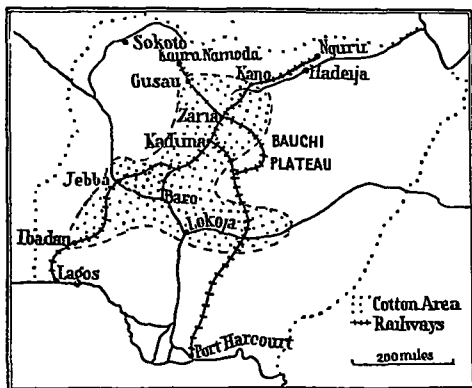 Sokoto
Kaura Namoda
Nguru
Gusau
Kano
Hadeija
Zaria
Kaduna
BAUCHI
PLATEAU
Jebba
Baro
Lokoja
Ibadan
Lagos
Cotton Area
Railways
Port Harcourt
200 miles